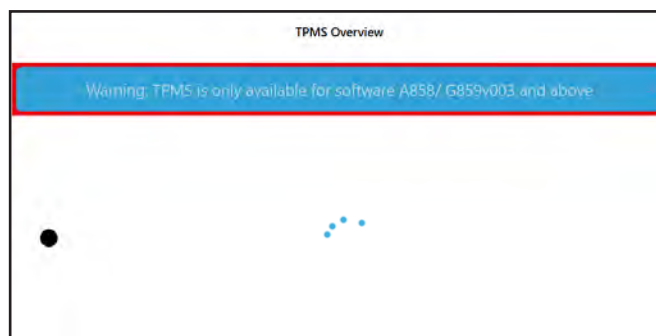 TPMS Overview
Warning: TPMS is only available for software A858/ G859v003 and above